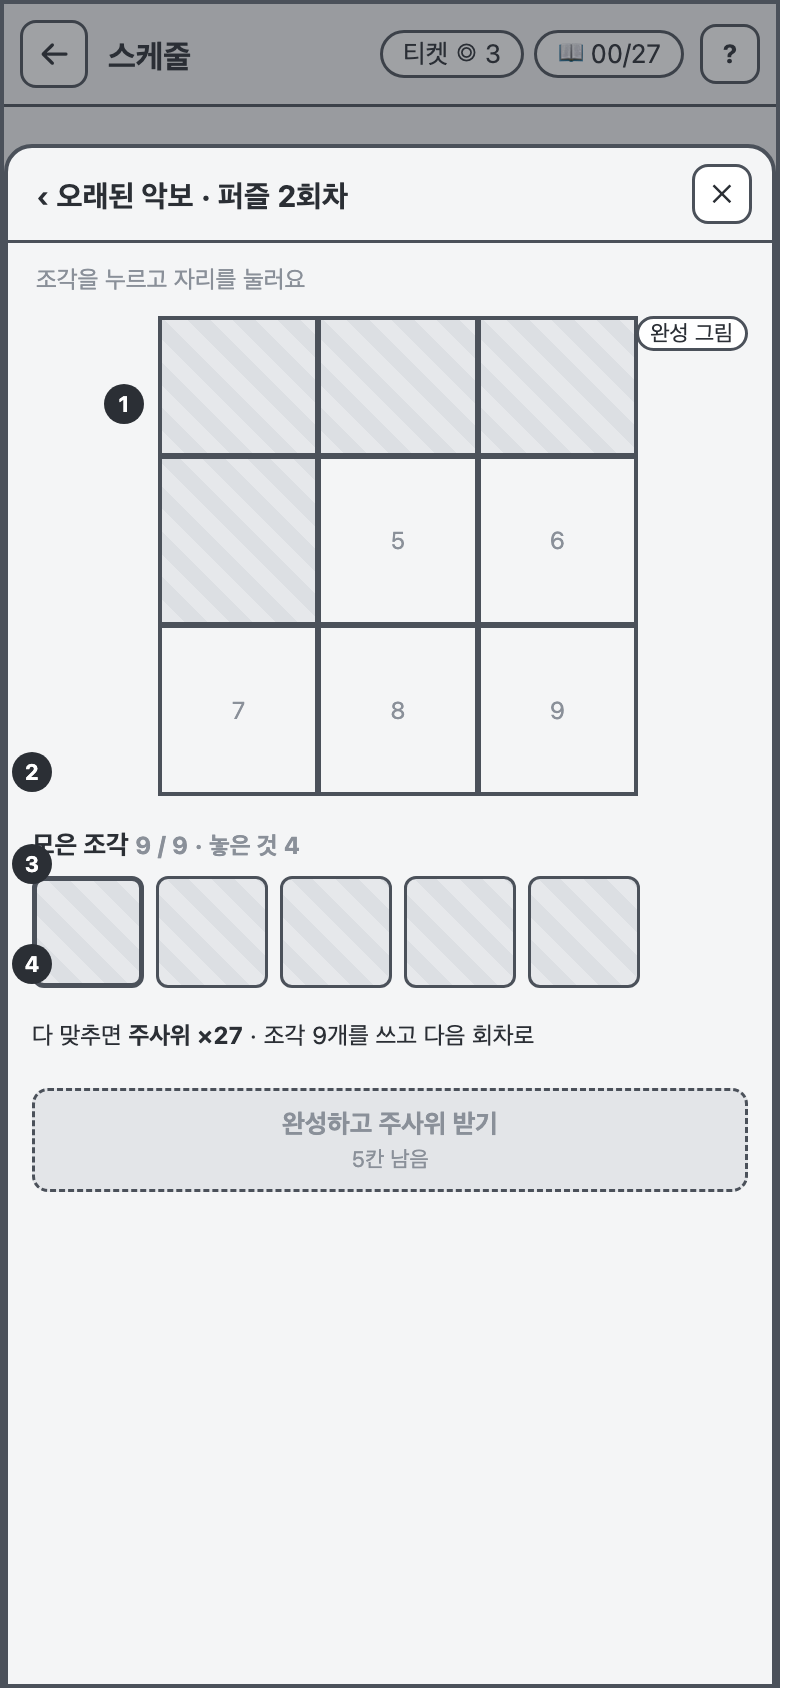 ← 스케줄 티켓 ◎ 3 📖 00/27 ?
‹ 오래된 악보 · 퍼즐 2회차 ×
조각을 누르고 자리를 눌러요
완성 그림
1
5 6
7 8 9
2
모은 조각 9 / 9 · 놓은 것 4
3
4
다 맞추면 주사위 ×27 · 조각 9개를 쓰고 다음 회차로
완성하고 주사위 받기
5칸 남음